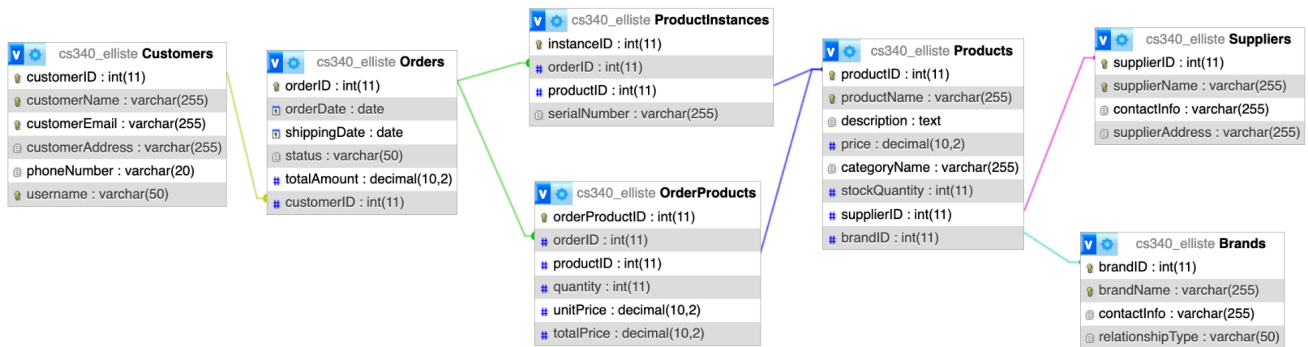 cs340_elliste Customers
customerID : int(11)
customerName : varchar(255)
customerEmail : varchar(255)
customerAddress : varchar(255)
phoneNumber : varchar(20)
username : varchar(50)
cs340_elliste Orders
orderID : int(11)
orderDate : date
shippingDate : date
status : varchar(50)
totalAmount : decimal(10,2)
customerID : int(11)
cs340_elliste ProductInstances
instanceID : int(11)
orderID : int(11)
productID : int(11)
serialNumber : varchar(255)
cs340_elliste OrderProducts
orderProductID : int(11)
orderID : int(11)
productID : int(11)
quantity : int(11)
unitPrice : decimal(10,2)
totalPrice : decimal(10,2)
cs340_elliste Products
productID : int(11)
productName : varchar(255)
description : text
price : decimal(10,2)
categoryName : varchar(255)
stockQuantity : int(11)
supplierID : int(11)
brandID : int(11)
cs340_elliste Suppliers
supplierID : int(11)
supplierName : varchar(255)
contactInfo : varchar(255)
supplierAddress : varchar(255)
cs340_elliste Brands
brandID : int(11)
brandName : varchar(255)
contactInfo : varchar(255)
relationshipType : varchar(50)